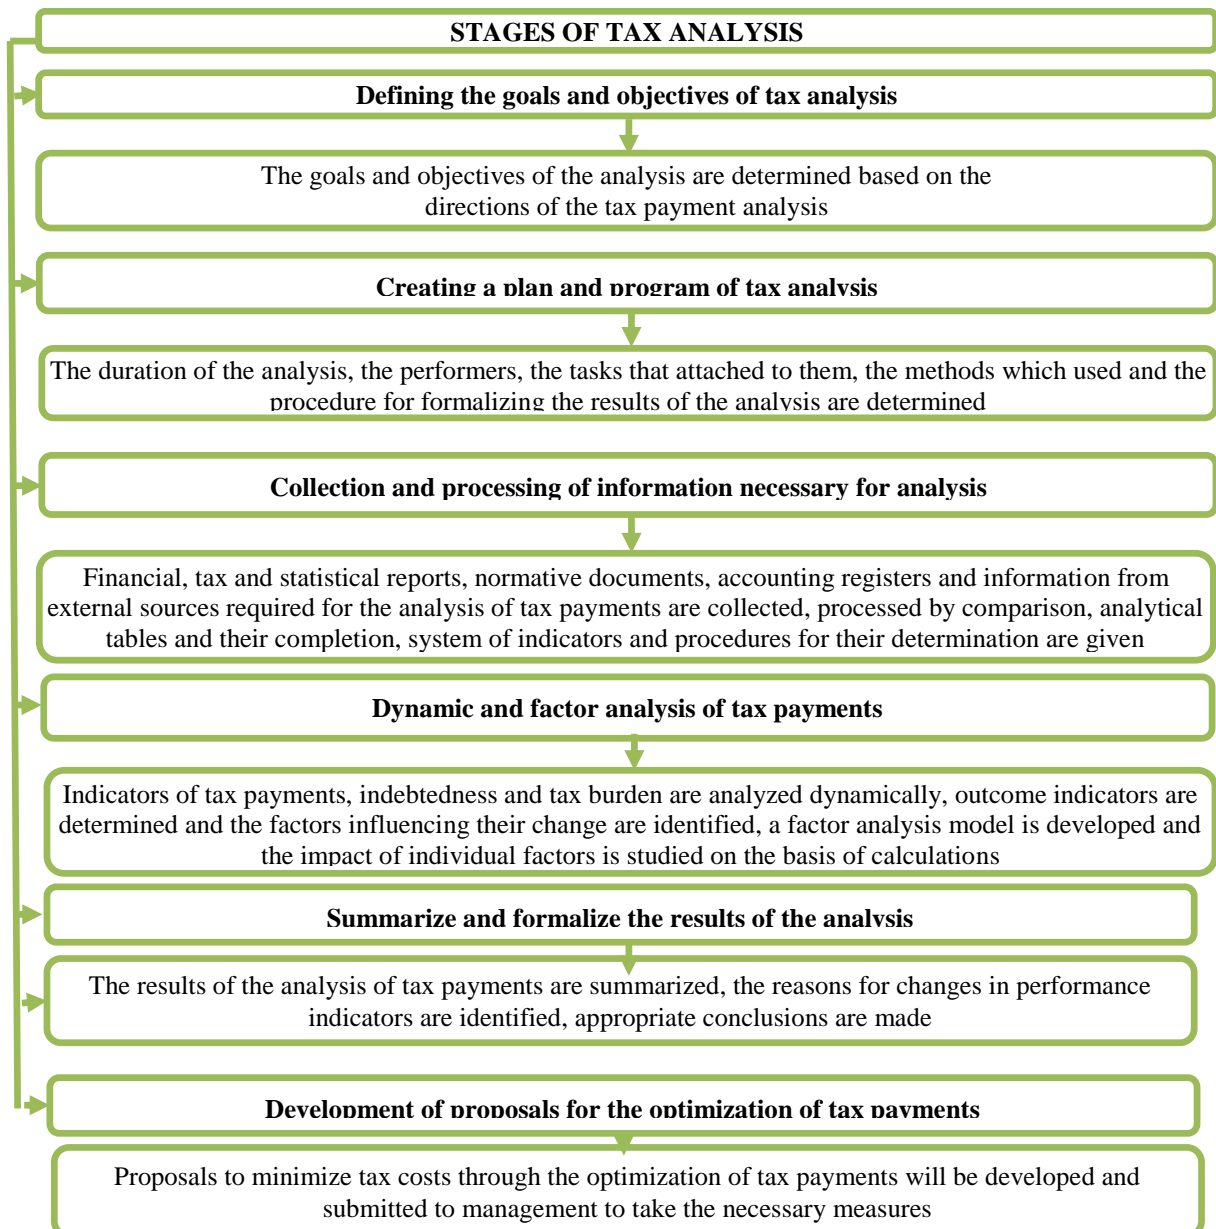 STAGES OF TAX ANALYSIS
Defining the goals and objectives of tax analysis
The goals and objectives of the analysis are determined based on the
directions of the tax payment analysis
Creating a plan and program of tax analysis
The duration of the analysis, the performers, the tasks that attached to them, the methods which used and the
procedure for formalizing the results of the analysis are determined
Collection and processing of information necessary for analysis
Financial, tax and statistical reports, normative documents, accounting registers and information from
external sources required for the analysis of tax payments are collected, processed by comparison, analytical
tables and their completion, system of indicators and procedures for their determination are given
Dynamic and factor analysis of tax payments
Indicators of tax payments, indebtedness and tax burden are analyzed dynamically, outcome indicators are
determined and the factors influencing their change are identified, a factor analysis model is developed and
the impact of individual factors is studied on the basis of calculations
Summarize and formalize the results of the analysis
The results of the analysis of tax payments are summarized, the reasons for changes in performance
indicators are identified, appropriate conclusions are made
Development of proposals for the optimization of tax payments
Proposals to minimize tax costs through the optimization of tax payments will be developed and
submitted to management to take the necessary measures